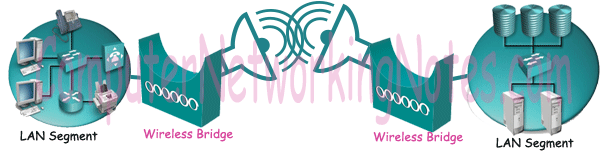 ComputerNetworkingNotes.com
LAN Segment
Wireless Bridge
Wireless Bridge
LAN Segment